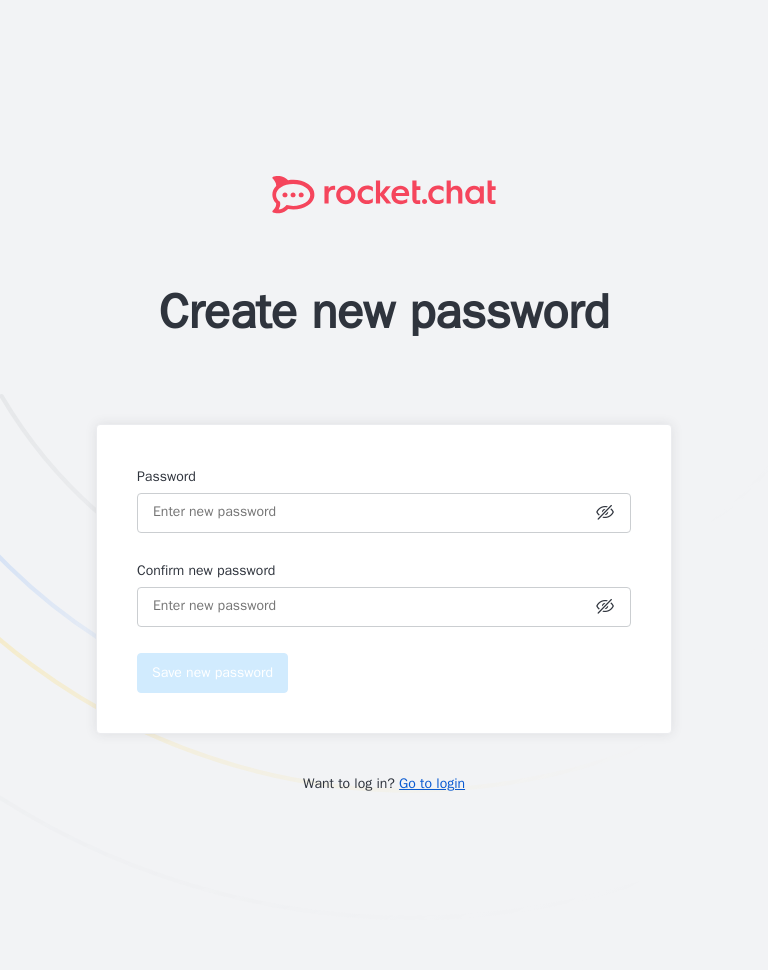 rocket.chat
Create new password
Password
Enter new password
Confirm new password
Enter new password
Save new password
Want to log in? Go to login